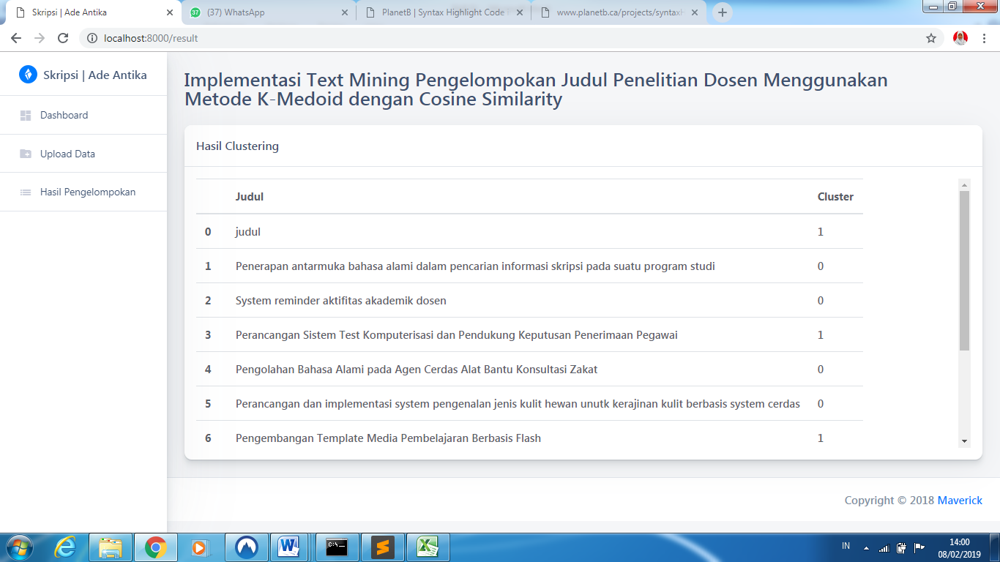 Skripsi | Ade Antika
(37) WhatsApp
PlanetB | Syntax Highlight Code
www.planetb.ca/projects/syntaxH
localhost:8000/result
Skripsi | Ade Antika
Dashboard
Upload Data
Hasil Pengelompokan
Implementasi Text Mining Pengelompokan Judul Penelitian Dosen Menggunakan
Metode K-Medoid dengan Cosine Similarity
Hasil Clustering
Judul Cluster
0 judul 1
1 Penerapan antarmuka bahasa alami dalam pencarian informasi skripsi pada suatu program studi 0
2 System reminder aktifitas akademik dosen 0
3 Perancangan Sistem Test Komputerisasi dan Pendukung Keputusan Penerimaan Pegawai 1
4 Pengolahan Bahasa Alami pada Agen Cerdas Alat Bantu Konsultasi Zakat 0
5 Perancangan dan implementasi system pengenalan jenis kulit hewan unutk kerajinan kulit berbasis system cerdas 0
6 Pengembangan Template Media Pembelajaran Berbasis Flash 1
Copyright © 2018 Maverick
IN
14:00
08/02/2019